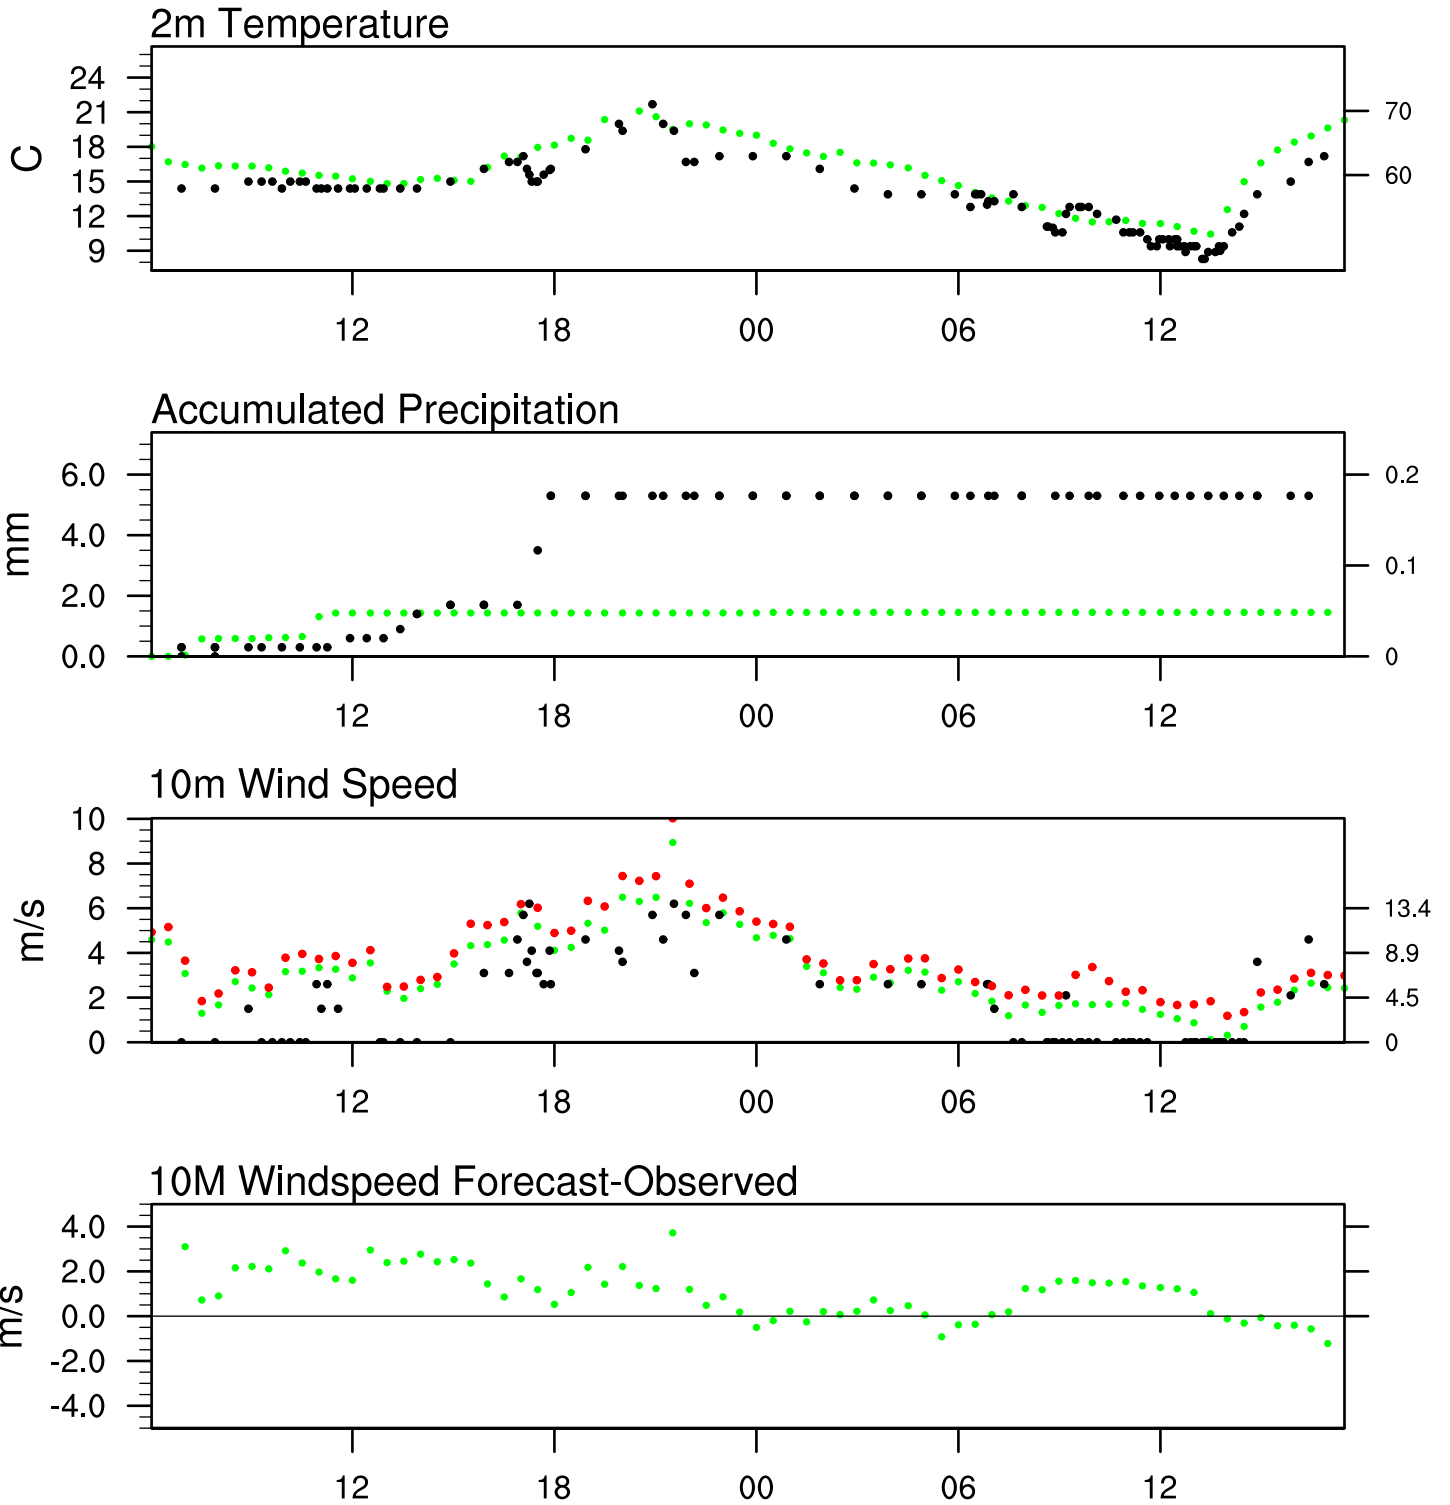 2m Temperature
24
21
18
15
12
9
C
70
60
12 18 00 06 12
Accumulated Precipitation
6.0
4.0
2.0
0.0
mm
0.2
0.1
0
12 18 00 06 12
10m Wind Speed
10
8
6
4
2
0
m/s
13.4
8.9
4.5
0
12 18 00 06 12
10M Windspeed Forecast-Observed
4.0
2.0
0.0
-2.0
-4.0
m/s
12 18 00 06 12